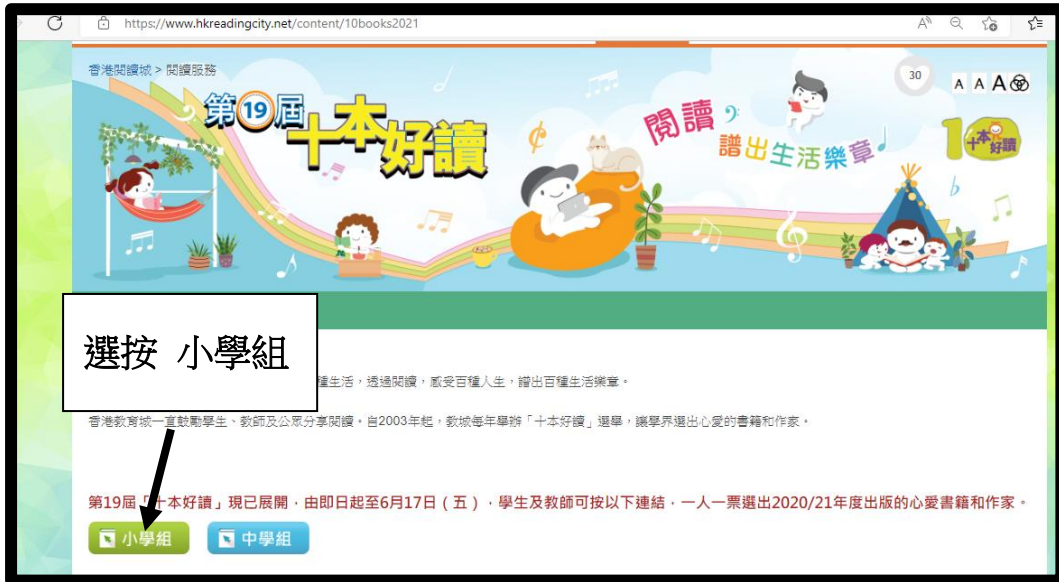 https://www.hkreadingcity.net/content/10books2021
香港閱讀城 > 閱讀服務
30
A A A
第19屆
十本好讀
閱讀
譜出生活樂章
十本好讀
選按 小學組
種生活，透過閱讀，感受百種人生，譜出百種生活樂章。
香港教育城一直鼓勵學生、教師及公眾分享閱讀。自2003年起，教城每年舉辦「十本好讀」選舉，讓學界選出心愛的書籍和作家。
第19屆「十本好讀」現已展開，由即日起至6月17日（五），學生及教師可按以下連結，一人一票選出2020/21年度出版的心愛書籍和作家。
小學組
中學組